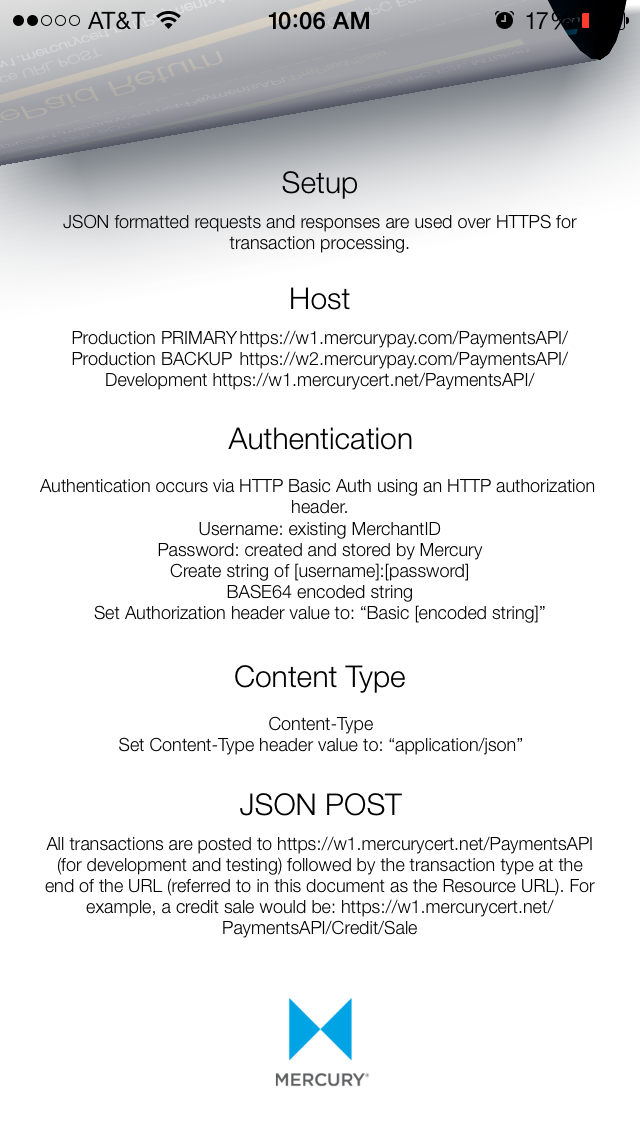 AT&T 10:06 AM 17%
URL POST
ePaid Return
Setup
JSON formatted requests and responses are used over HTTPS for
transaction processing.
Host
Production PRIMARY https://w1.mercurypay.com/PaymentsAPI/
Production BACKUP https://w2.mercurypay.com/PaymentsAPI/
Development https://w1.mercurycert.net/PaymentsAPI/
Authentication
Authentication occurs via HTTP Basic Auth using an HTTP authorization
header.
Username: existing MerchantID
Password: created and stored by Mercury
Create string of [username]:[password]
BASE64 encoded string
Set Authorization header value to: “Basic [encoded string]”
Content Type
Content-Type
Set Content-Type header value to: “application/json”
JSON POST
All transactions are posted to https://w1.mercurycert.net/PaymentsAPI
(for development and testing) followed by the transaction type at the
end of the URL (referred to in this document as the Resource URL). For
example, a credit sale would be: https://w1.mercurycert.net/
PaymentsAPI/Credit/Sale
MERCURY®